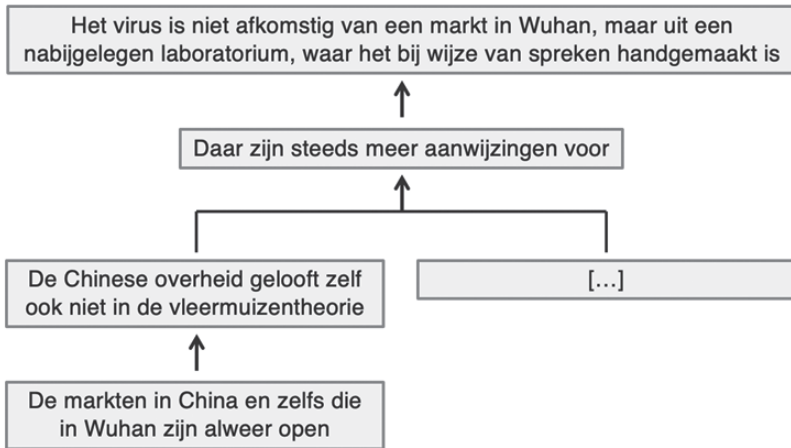 Het virus is niet afkomstig van een markt in Wuhan, maar uit een
nabijgelegen laboratorium, waar het bij wijze van spreken handgemaakt is
Daar zijn steeds meer aanwijzingen voor
De Chinese overheid gelooft zelf
ook niet in de vleermuizentheorie
[…]
De markten in China en zelfs die
in Wuhan zijn alweer open